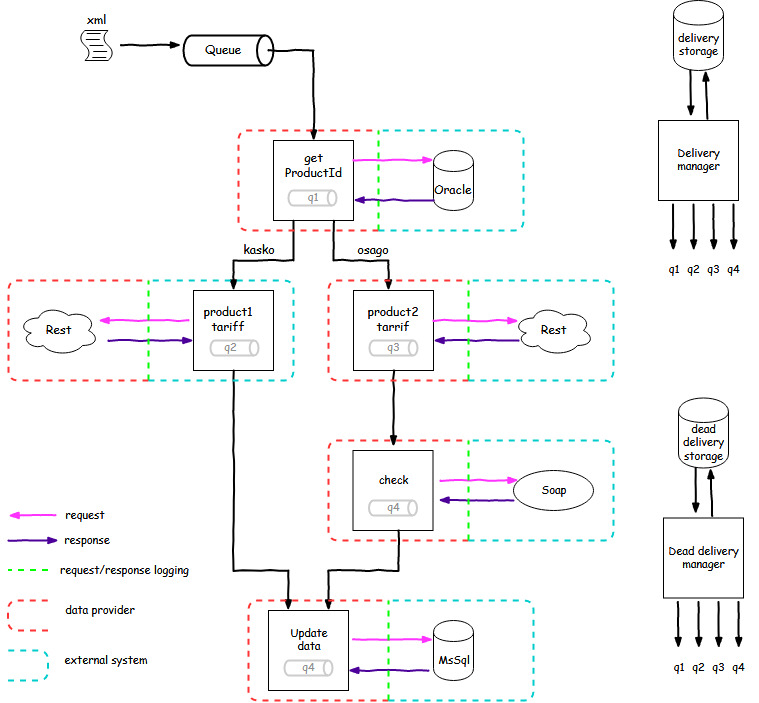 xml
Queue
delivery
storage
Delivery
manager
q1 q2 q3 q4
get
ProductId
q1
Oracle
kasko
osago
Rest
product1
tariff
q2
product2
tarrif
q3
Rest
check
q4
Soap
dead
delivery
storage
Dead delivery
manager
q1 q2 q3 q4
request
response
request/response logging
data provider
external system
Update
data
q4
MsSql